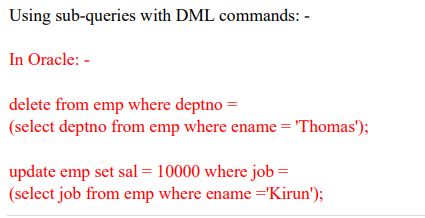 Using sub-queries with DML commands: -
In Oracle: -
delete from emp where deptno =
(select deptno from emp where ename = 'Thomas');
update emp set sal = 10000 where job =
(select job from emp where ename ='Kirun');